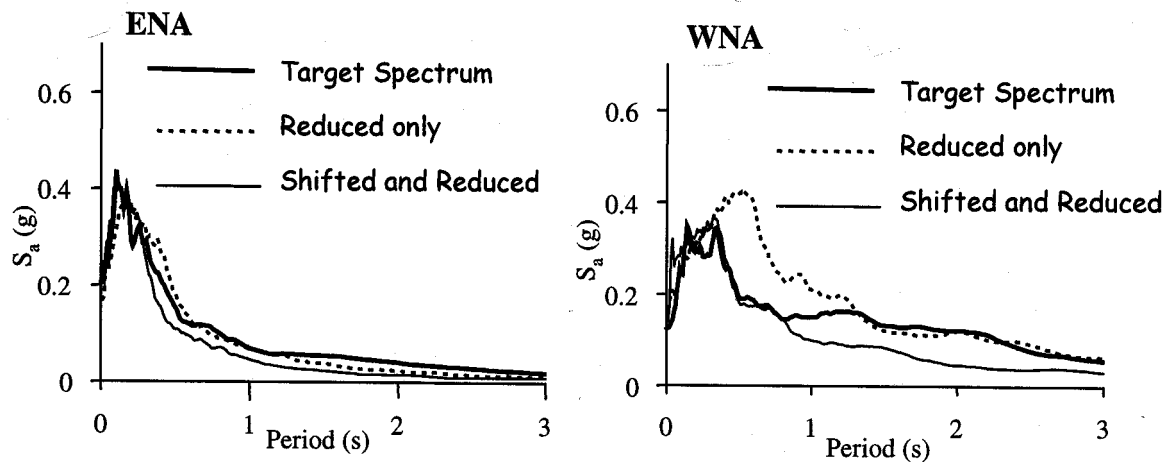 ENA
Target Spectrum
Reduced only
Shifted and Reduced
0.6
0.4
0.2
0
Sa (g)
0 1 2 3
Period (s)
WNA
Target Spectrum
Reduced only
Shifted and Reduced
0.6
0.4
0.2
0
Sa (g)
0 1 2 3
Period (s)